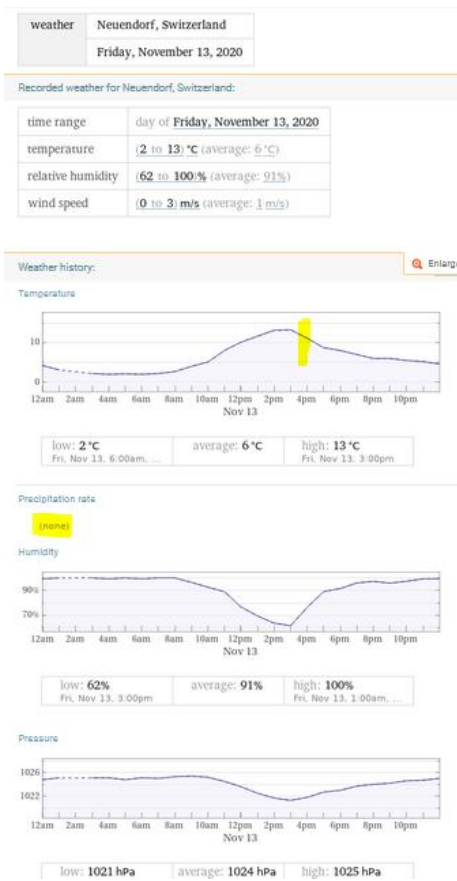 weather Neuendorf, Switzerland
Friday, November 13, 2020
Recorded weather for Neuendorf, Switzerland:
time range day of Friday, November 13, 2020
temperature (2 to 13) °C (average: 6 °C)
relative humidity (62 to 100)% (average: 91%)
wind speed (0 to 3) m/s (average: 1 m/s)
Weather history:
Enlarg
Temperature
10
0
12am 2am 4am 6am 8am 10am 12pm 2pm 4pm 6pm 8pm 10pm
Nov 13
low: 2 °C average: 6 °C high: 13 °C
Fri, Nov 13, 6:00am, ... Fri, Nov 13, 3:00pm
Precipitation rate
(none)
Humidity
90%
70%
12am 2am 4am 6am 8am 10am 12pm 2pm 4pm 6pm 8pm 10pm
Nov 13
low: 62% average: 91% high: 100%
Fri, Nov 13, 3:00pm Fri, Nov 13, 1:00am, ...
Pressure
1026
1022
12am 2am 4am 6am 8am 10am 12pm 2pm 4pm 6pm 8pm 10pm
Nov 13
low: 1021 hPa average: 1024 hPa high: 1025 hPa